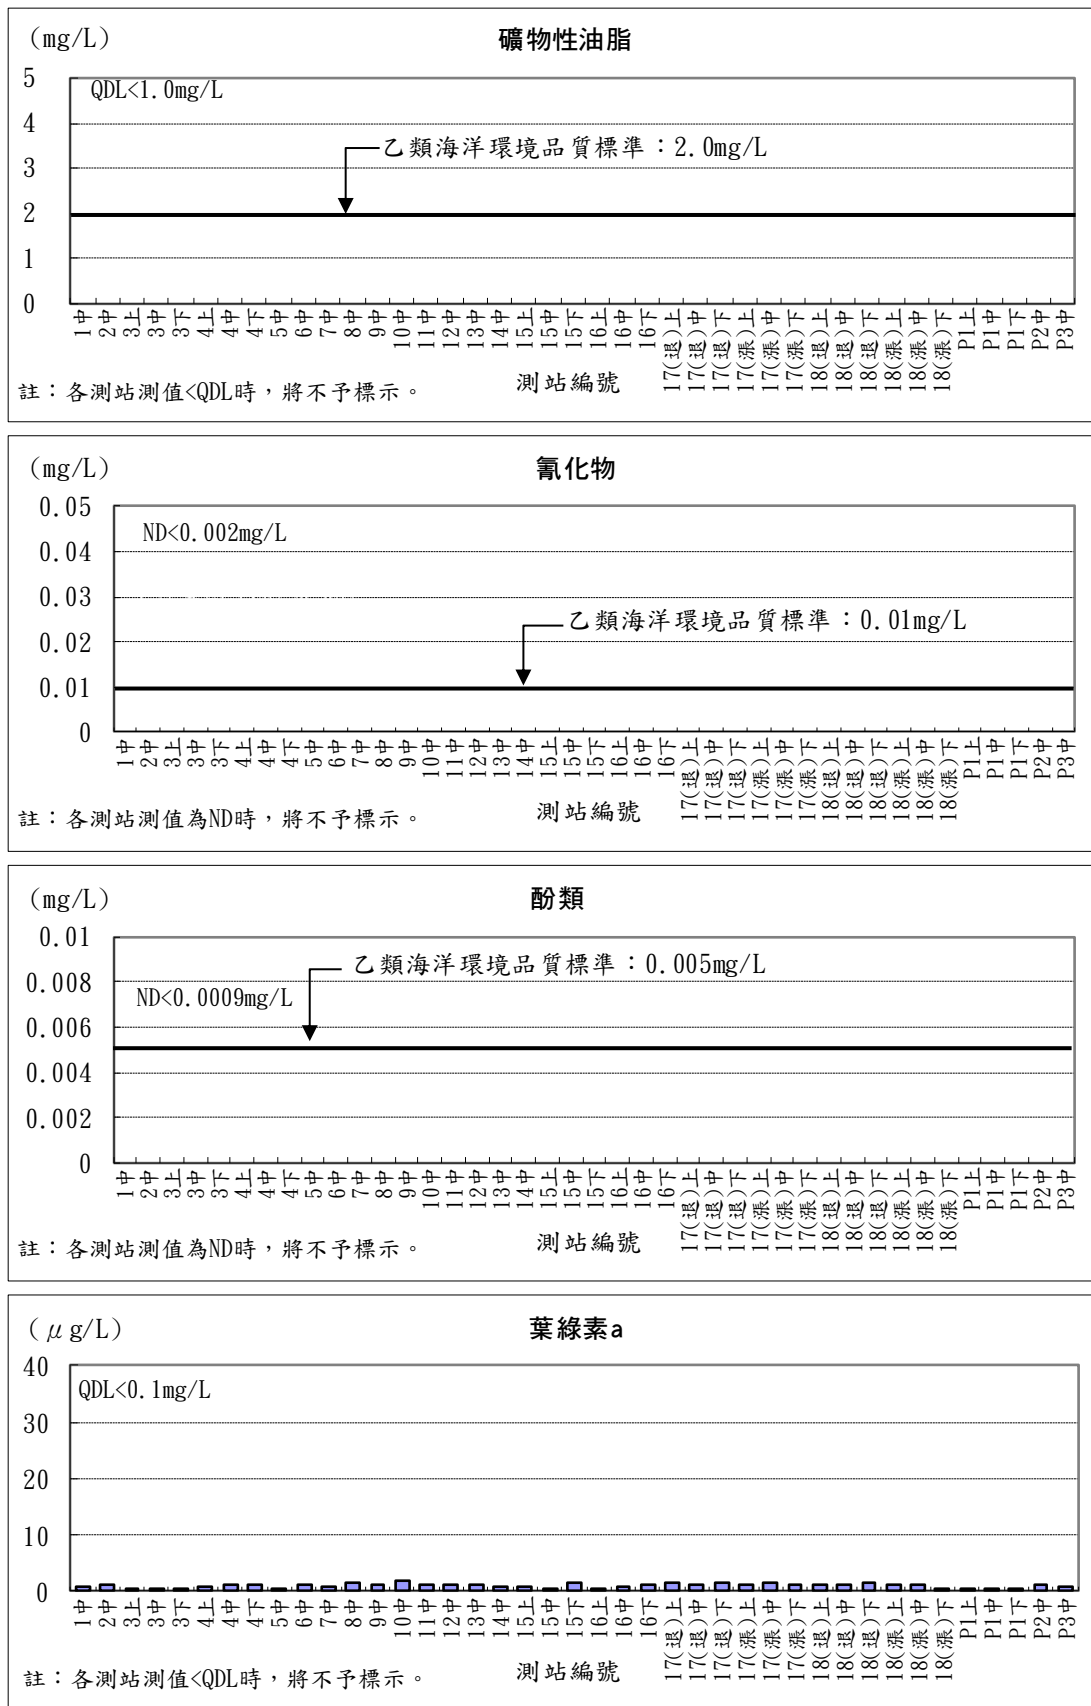 (mg/L)
礦物性油脂
5
QDL<1.0mg/L
4
乙類海洋環境品質標準：2.0mg/L
3
2
1
0
1中 2中 3上 3中 3下 4上 4中 4下 5中 6中 7中 8中 9中 10中 11中 12中 13中 14中 15上 15中 15下 16上 16中 16下 17(退)上 17(退)中 17(退)下 17(漲)上 17(漲)中 17(漲)下 18(退)上 18(退)中 18(退)下 18(漲)上 18(漲)中 18(漲)下 P1上 P1中 P1下 P2中 P3中
測站編號
註：各測站測值<QDL時，將不予標示。
(mg/L)
氰化物
0.05
ND<0.002mg/L
0.04
0.03
乙類海洋環境品質標準：0.01mg/L
0.02
0.01
0
1中 2中 3上 3中 3下 4上 4中 4下 5中 6中 7中 8中 9中 10中 11中 12中 13中 14中 15上 15中 15下 16上 16中 16下 17(退)上 17(退)中 17(退)下 17(漲)上 17(漲)中 17(漲)下 18(退)上 18(退)中 18(退)下 18(漲)上 18(漲)中 18(漲)下 P1上 P1中 P1下 P2中 P3中
測站編號
註：各測站測值為ND時，將不予標示。
(mg/L)
酚類
0.01
乙類海洋環境品質標準：0.005mg/L
0.008
ND<0.0009mg/L
0.006
0.004
0.002
0
1中 2中 3上 3中 3下 4上 4中 4下 5中 6中 7中 8中 9中 10中 11中 12中 13中 14中 15上 15中 15下 16上 16中 16下 17(退)上 17(退)中 17(退)下 17(漲)上 17(漲)中 17(漲)下 18(退)上 18(退)中 18(退)下 18(漲)上 18(漲)中 18(漲)下 P1上 P1中 P1下 P2中 P3中
測站編號
註：各測站測值為ND時，將不予標示。
(μg/L)
葉綠素a
40
QDL<0.1mg/L
30
20
10
0
1中 2中 3上 3中 3下 4上 4中 4下 5中 6中 7中 8中 9中 10中 11中 12中 13中 14中 15上 15中 15下 16上 16中 16下 17(退)上 17(退)中 17(退)下 17(漲)上 17(漲)中 17(漲)下 18(退)上 18(退)中 18(退)下 18(漲)上 18(漲)中 18(漲)下 P1上 P1中 P1下 P2中 P3中
測站編號
註：各測站測值<QDL時，將不予標示。